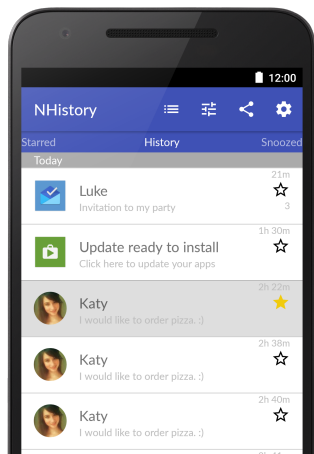 12:00
NHistory
Starred History Snoozed
Today
21m
Luke
Invitation to my party 3
1h 30m
Update ready to install
Click here to update your apps
2h 22m
Katy
I would like to order pizza. :)
2h 38m
Katy
I would like to order pizza. :)
2h 40m
Katy
I would like to order pizza. :)